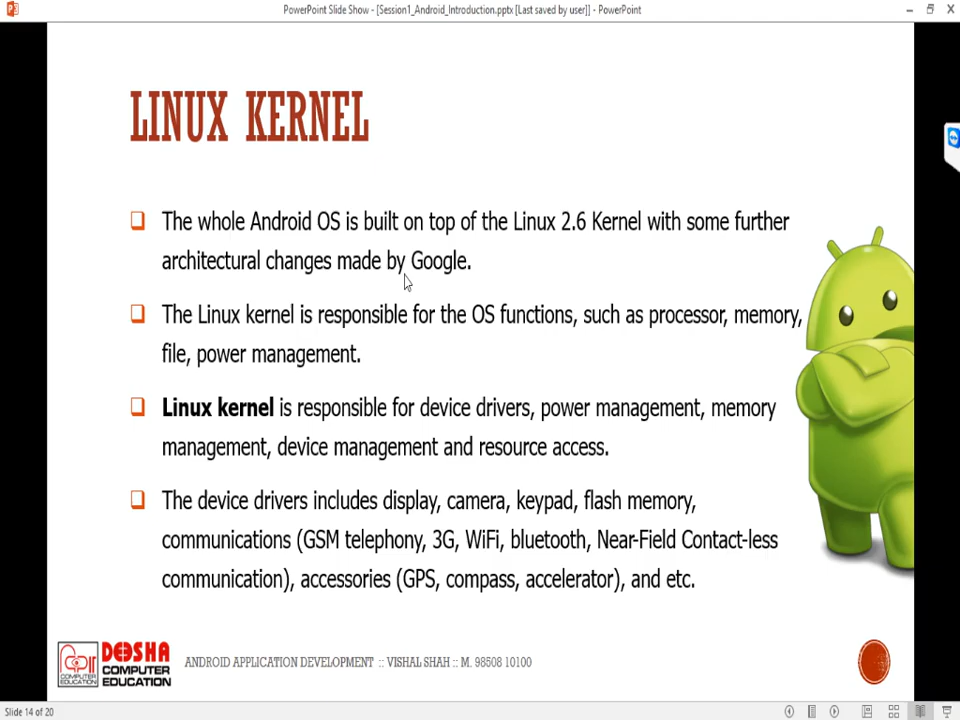 PowerPoint Slide Show - [Session1_Android_Introduction.pptx [Last saved by user]] - PowerPoint
LINUX KERNEL
The whole Android OS is built on top of the Linux 2.6 Kernel with some further
architectural changes made by Google.
The Linux kernel is responsible for the OS functions, such as processor, memory,
file, power management.
Linux kernel is responsible for device drivers, power management, memory
management, device management and resource access.
The device drivers includes display, camera, keypad, flash memory,
communications (GSM telephony, 3G, WiFi, bluetooth, Near-Field Contact-less
communication), accessories (GPS, compass, accelerator), and etc.
COMPUTER
EDUCATION
DEESHA
COMPUTER
EDUCATION
ANDROID APPLICATION DEVELOPMENT :: VISHAL SHAH :: M. 98508 10100
Slide 14 of 20